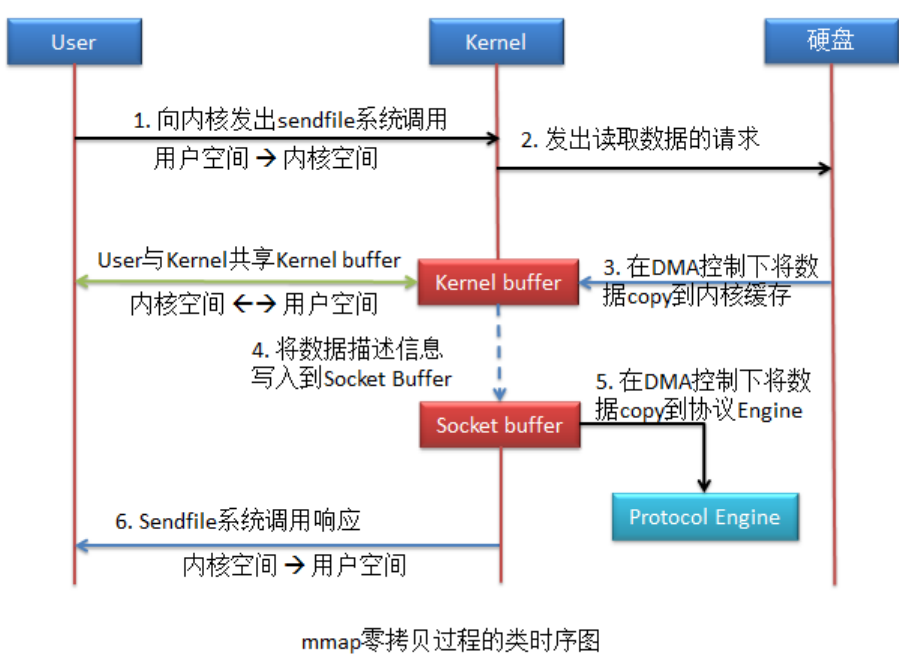 User
Kernel
硬盘
1. 向内核发出sendfile系统调用
用户空间 → 内核空间
2. 发出读取数据的请求
User与Kernel共享Kernel buffer
内核空间 ←→ 用户空间
Kernel buffer
3. 在DMA控制下将数
据copy到内核缓存
4. 将数据描述信息
写入到Socket Buffer
5. 在DMA控制下将数
据copy到协议Engine
Socket buffer
Protocol Engine
6. Sendfile系统调用响应
内核空间 → 用户空间
mmap零拷贝过程的类时序图